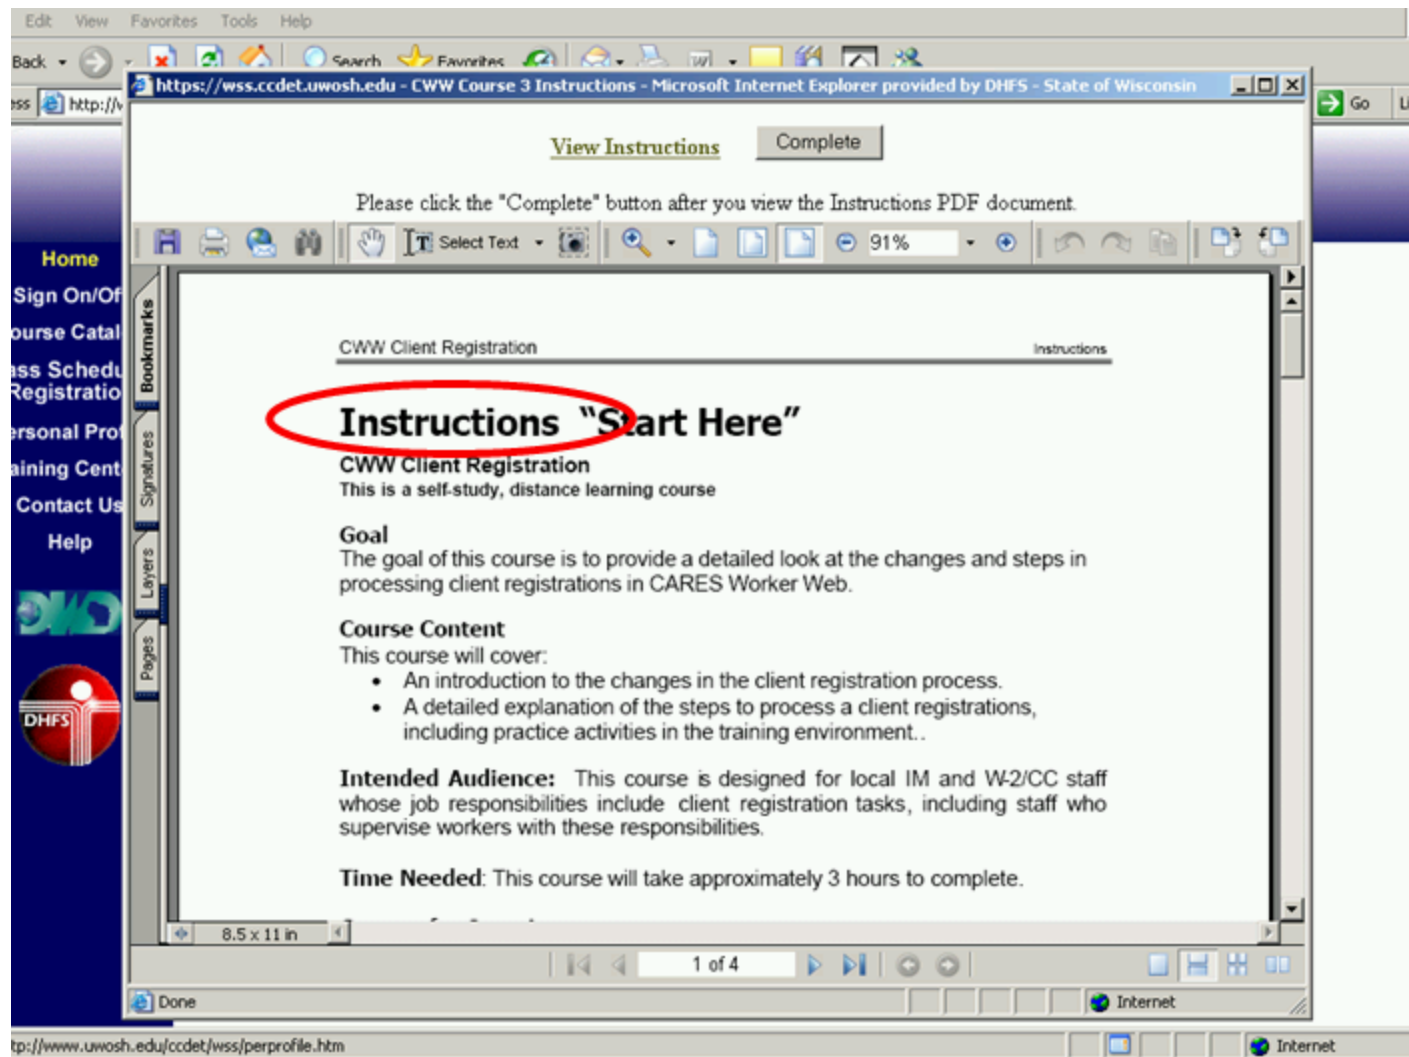 Edit View Favorites Tools Help
Back Search Favorites
https://wss.ccdet.uwosh.edu - CWW Course 3 Instructions - Microsoft Internet Explorer provided by DHFS - State of Wisconsin
ess http://w Go Li
View Instructions Complete
Please click the "Complete" button after you view the Instructions PDF document.
Select Text 91%
Home
Sign On/Of
ourse Catal
ass Schedu
Registratio
ersonal Prof
aining Cent
Contact Us
Help
DWD
DHFS
Bookmarks
Signatures
Layers
Pages
CWW Client Registration Instructions
Instructions “Start Here”
CWW Client Registration
This is a self-study, distance learning course
Goal
The goal of this course is to provide a detailed look at the changes and steps in
processing client registrations in CARES Worker Web.
Course Content
This course will cover:
• An introduction to the changes in the client registration process.
• A detailed explanation of the steps to process a client registrations,
including practice activities in the training environment..
Intended Audience: This course is designed for local IM and W-2/CC staff
whose job responsibilities include client registration tasks, including staff who
supervise workers with these responsibilities.
Time Needed: This course will take approximately 3 hours to complete.
8.5 x 11 in
1 of 4
Done Internet
tp://www.uwosh.edu/ccdet/wss/perprofile.htm Internet